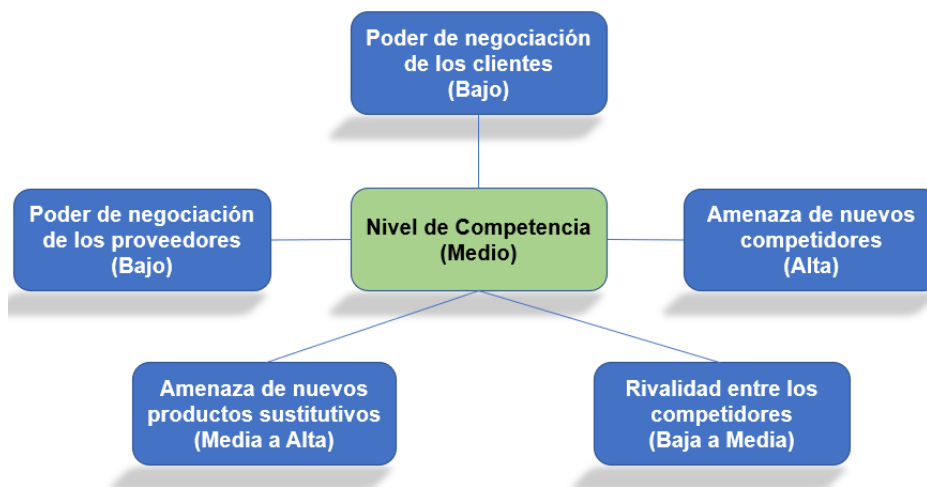 Poder de negociación
de los clientes
(Bajo)
Poder de negociación
de los proveedores
(Bajo)
Nivel de Competencia
(Medio)
Amenaza de nuevos
competidores
(Alta)
Amenaza de nuevos
productos sustitutivos
(Media a Alta)
Rivalidad entre los
competidores
(Baja a Media)